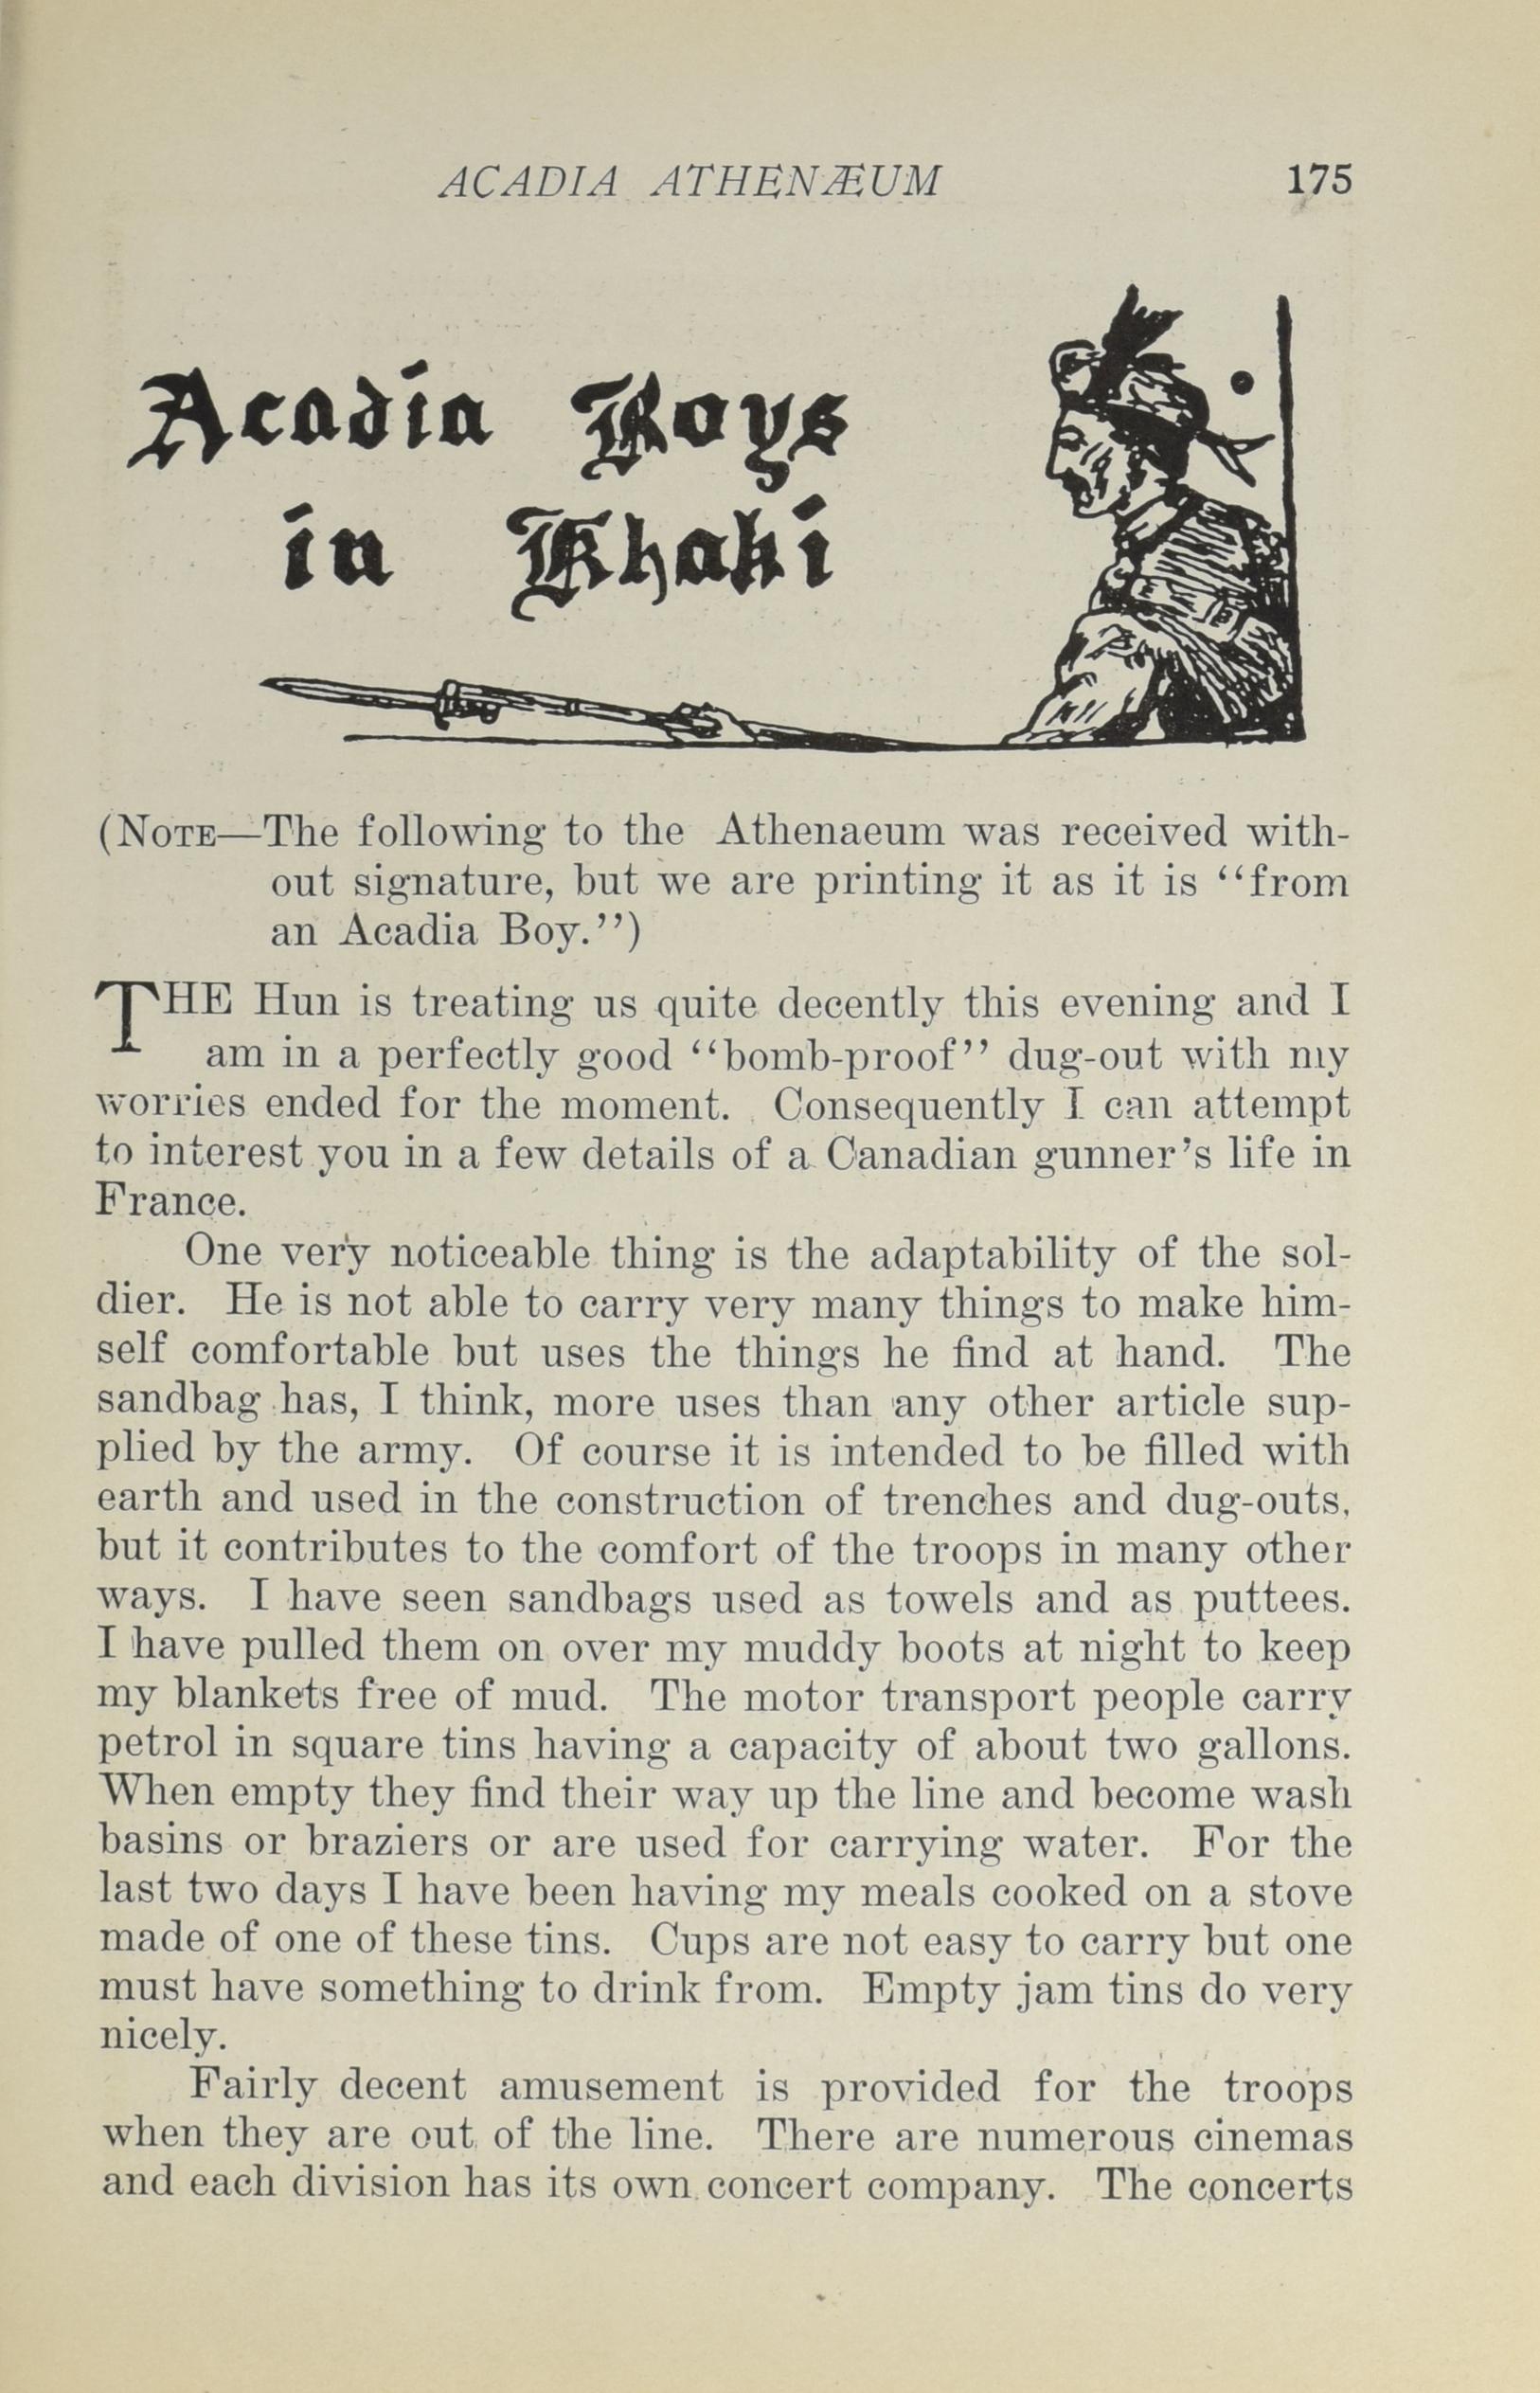 ACADIA ATHENÆUM 175
Acadia Boys
in Khaki
(NOTE—The following to the Athenaeum was received with-
out signature, but we are printing it as it is “from
an Acadia Boy.”)
THE Hun is treating us quite decently this evening and I
am in a perfectly good “bomb-proof” dug-out with my
worries ended for the moment. Consequently I can attempt
to interest you in a few details of a Canadian gunner’s life in
France.
One very noticeable thing is the adaptability of the sol-
dier. He is not able to carry very many things to make him-
self comfortable but uses the things he find at hand. The
sandbag has, I think, more uses than any other article sup-
plied by the army. Of course it is intended to be filled with
earth and used in the construction of trenches and dug-outs,
but it contributes to the comfort of the troops in many other
ways. I have seen sandbags used as towels and as puttees.
I have pulled them on over my muddy boots at night to keep
my blankets free of mud. The motor transport people carry
petrol in square tins having a capacity of about two gallons.
When empty they find their way up the line and become wash
basins or braziers or are used for carrying water. For the
last two days I have been having my meals cooked on a stove
made of one of these tins. Cups are not easy to carry but one
must have something to drink from. Empty jam tins do very
nicely.
Fairly decent amusement is provided for the troops
when they are out of the line. There are numerous cinemas
and each division has its own concert company. The concerts